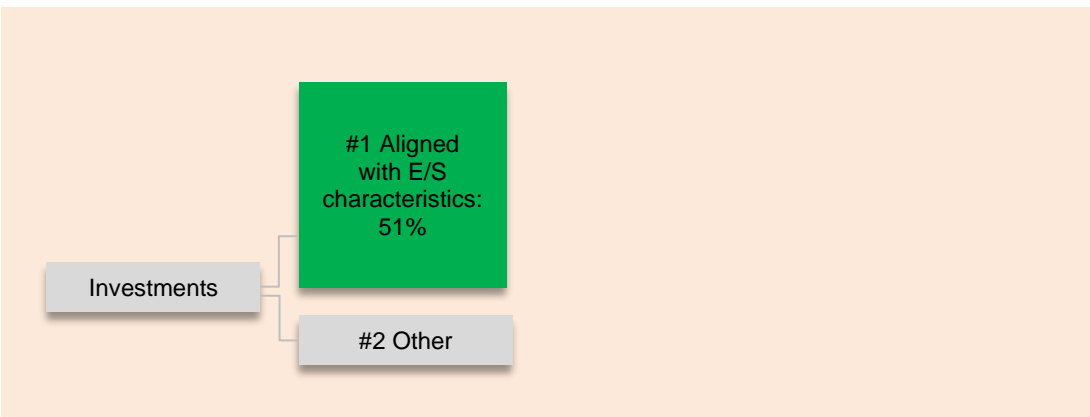 #1 Aligned
with E/S
characteristics:
51%
Investments
#2 Other